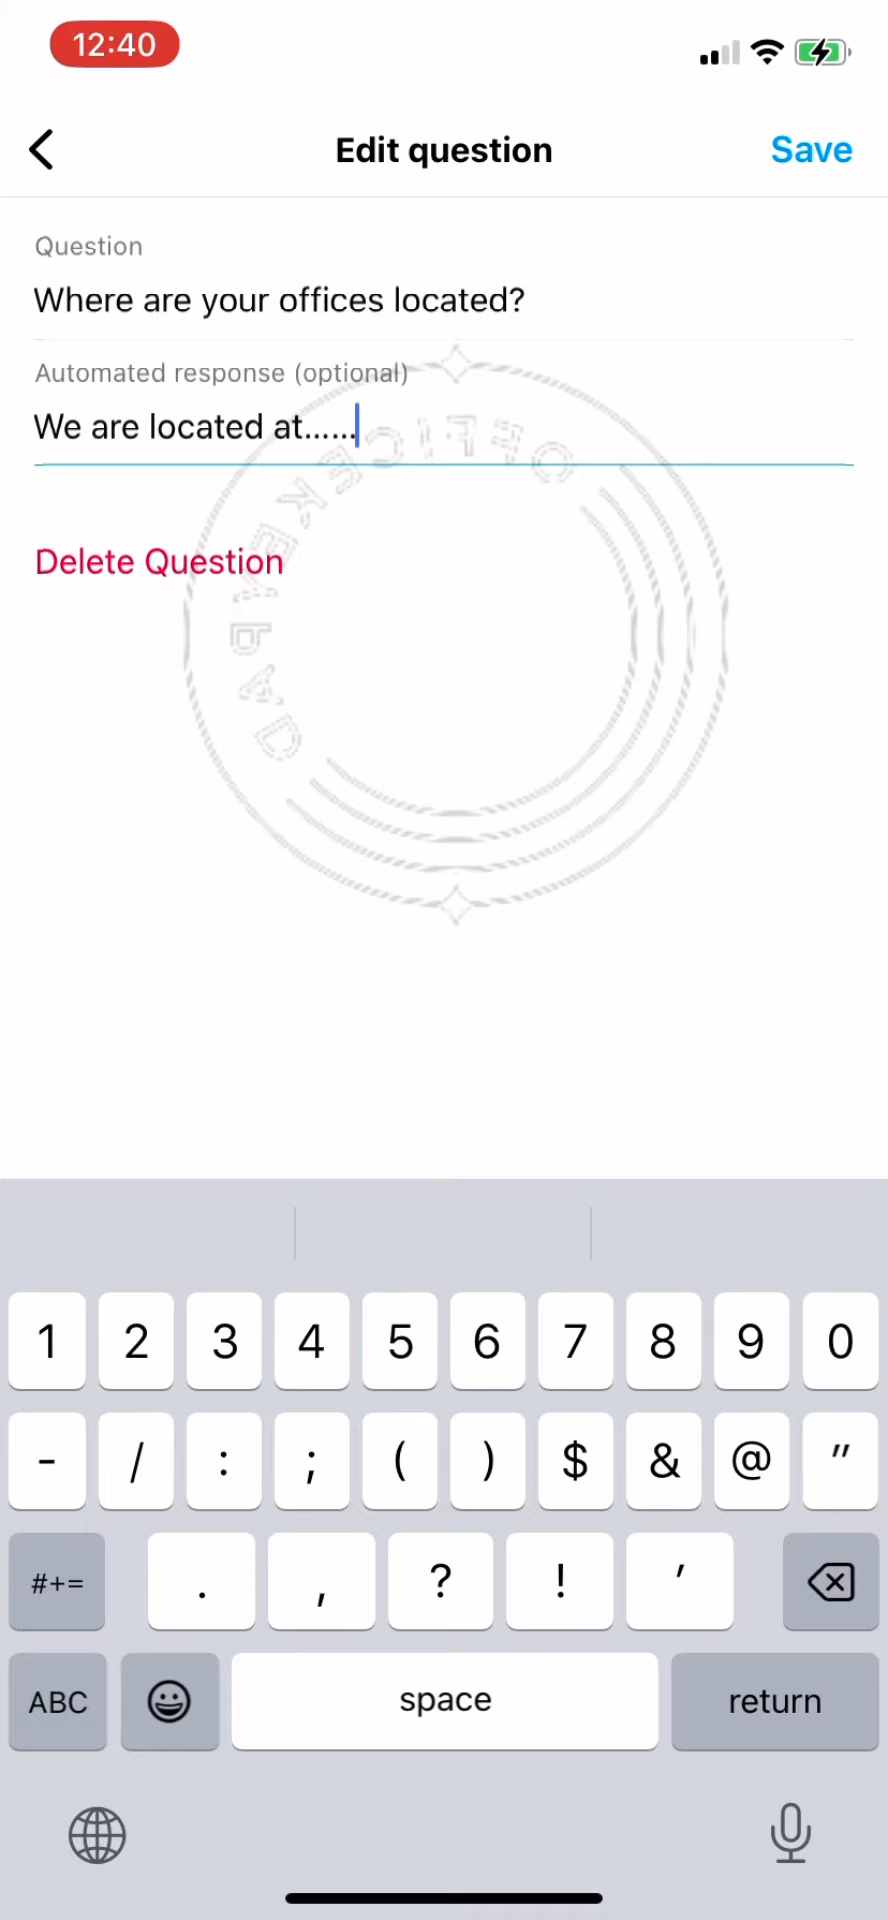 12:40
Edit question
Save
Question
Where are your offices located?
Automated response (optional)
We are located at......
Delete Question
1 2 3 4 5 6 7 8 9 0
- / : ; ( ) $ & @ "
#+= . , ? ! '
ABC space return